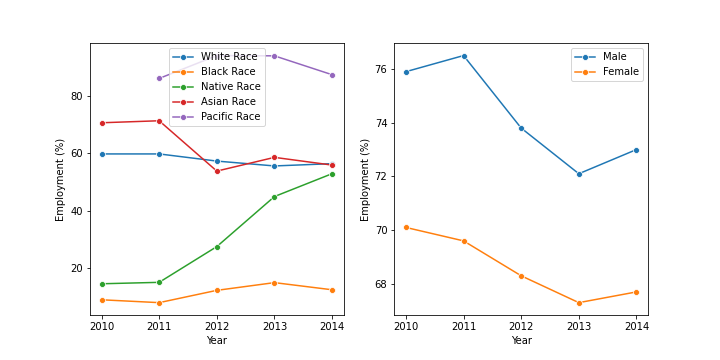 White Race
Black Race
Native Race
Asian Race
Pacific Race
Employment (%)
80
60
40
20
2010 2011 2012 2013 2014
Year
Male
Female
Employment (%)
76
74
72
70
68
2010 2011 2012 2013 2014
Year